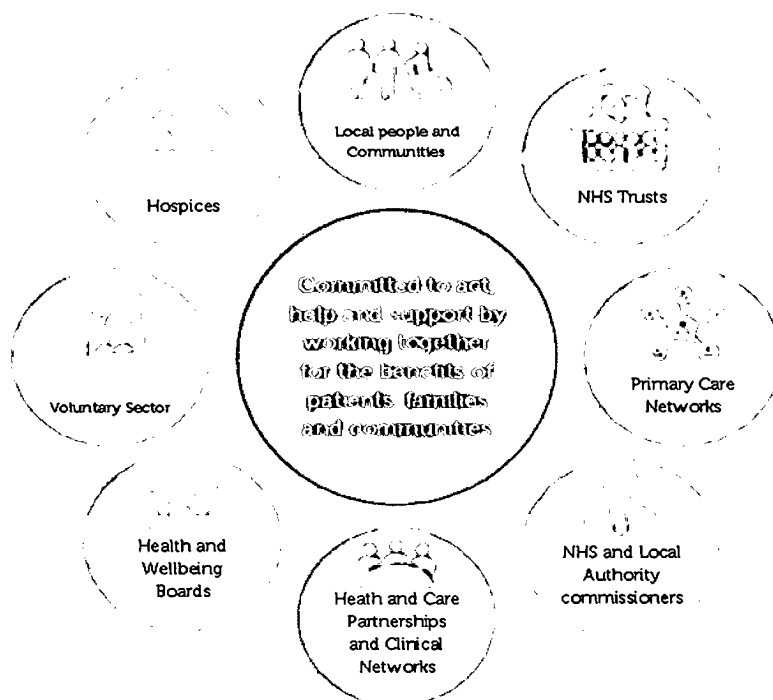 Local people and
Communities
NHS Trusts
Primary Care
Networks
NHS and Local
Authority
commissioners
Heath and Care
Partnerships
and Clinical
Networks
Health and
Wellbeing
Boards
Voluntary Sector
Hospices
Committed to act,
help and support by
working together
for the benefits of
patients families
and communities